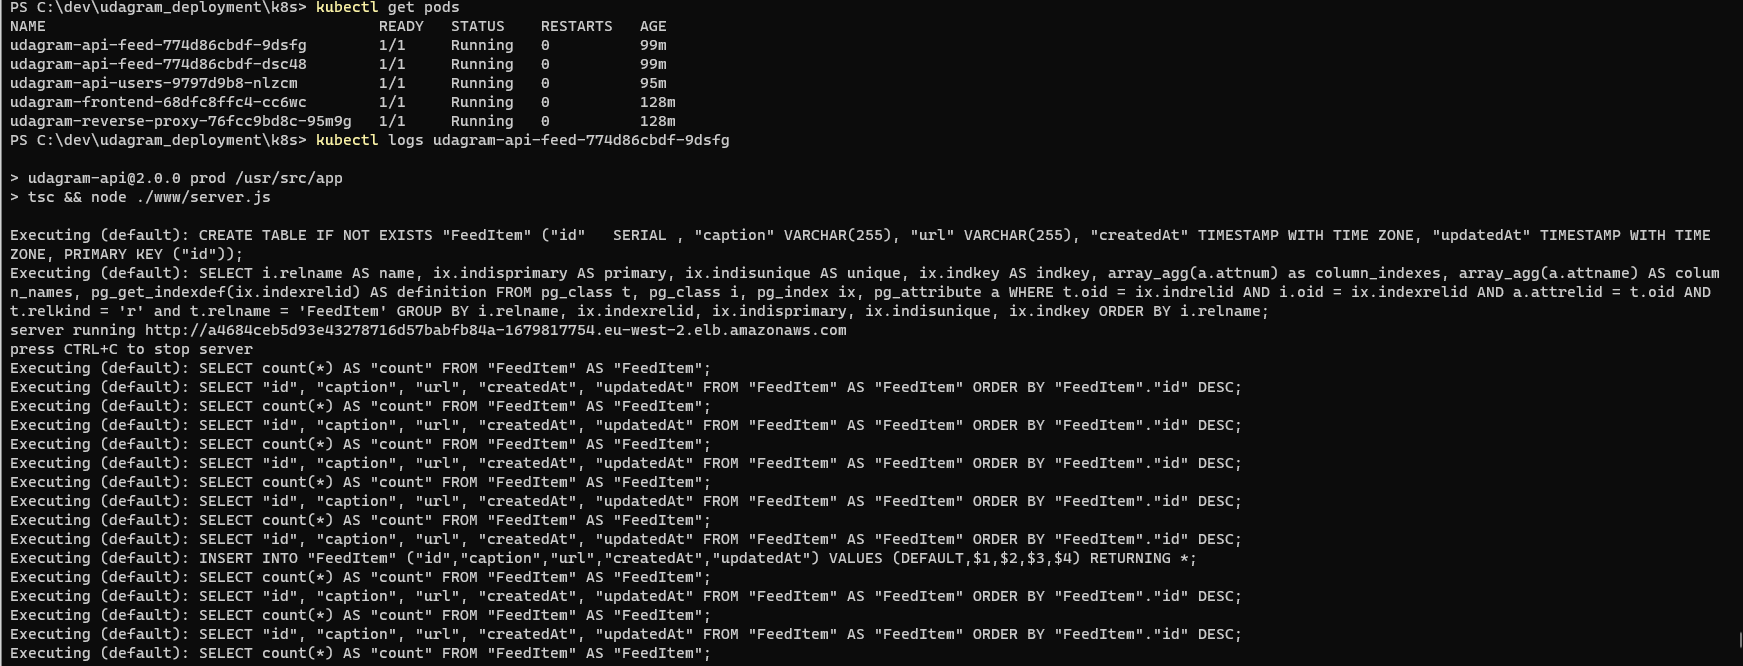 PS C:\dev\udagram_deployment\k8s> kubectl get pods
NAME                                     READY   STATUS    RESTARTS   AGE
udagram-api-feed-774d86cbdf-9dsfg        1/1     Running   0          99m
udagram-api-feed-774d86cbdf-dsc48        1/1     Running   0          99m
udagram-api-users-9797d9b8-nlzcm         1/1     Running   0          95m
udagram-frontend-68dfc8ffc4-cc6wc        1/1     Running   0          128m
udagram-reverse-proxy-76fcc9bd8c-95m9g   1/1     Running   0          128m
PS C:\dev\udagram_deployment\k8s> kubectl logs udagram-api-feed-774d86cbdf-9dsfg
> udagram-api@2.0.0 prod /usr/src/app
> tsc && node ./www/server.js
Executing (default): CREATE TABLE IF NOT EXISTS "FeedItem" ("id"   SERIAL , "caption" VARCHAR(255), "url" VARCHAR(255), "createdAt" TIMESTAMP WITH TIME ZONE, "updatedAt" TIMESTAMP WITH TIME
ZONE, PRIMARY KEY ("id"));
Executing (default): SELECT i.relname AS name, ix.indisprimary AS primary, ix.indisunique AS unique, ix.indkey AS indkey, array_agg(a.attnum) as column_indexes, array_agg(a.attname) AS colum
n_names, pg_get_indexdef(ix.indexrelid) AS definition FROM pg_class t, pg_class i, pg_index ix, pg_attribute a WHERE t.oid = ix.indrelid AND i.oid = ix.indexrelid AND a.attrelid = t.oid AND
t.relkind = 'r' and t.relname = 'FeedItem' GROUP BY i.relname, ix.indexrelid, ix.indisprimary, ix.indisunique, ix.indkey ORDER BY i.relname;
server running http://a4684ceb5d93e43278716d57babfb84a-1679817754.eu-west-2.elb.amazonaws.com
press CTRL+C to stop server
Executing (default): SELECT count(*) AS "count" FROM "FeedItem" AS "FeedItem";
Executing (default): SELECT "id", "caption", "url", "createdAt", "updatedAt" FROM "FeedItem" AS "FeedItem" ORDER BY "FeedItem"."id" DESC;
Executing (default): SELECT count(*) AS "count" FROM "FeedItem" AS "FeedItem";
Executing (default): SELECT "id", "caption", "url", "createdAt", "updatedAt" FROM "FeedItem" AS "FeedItem" ORDER BY "FeedItem"."id" DESC;
Executing (default): SELECT count(*) AS "count" FROM "FeedItem" AS "FeedItem";
Executing (default): SELECT "id", "caption", "url", "createdAt", "updatedAt" FROM "FeedItem" AS "FeedItem" ORDER BY "FeedItem"."id" DESC;
Executing (default): SELECT count(*) AS "count" FROM "FeedItem" AS "FeedItem";
Executing (default): SELECT "id", "caption", "url", "createdAt", "updatedAt" FROM "FeedItem" AS "FeedItem" ORDER BY "FeedItem"."id" DESC;
Executing (default): SELECT count(*) AS "count" FROM "FeedItem" AS "FeedItem";
Executing (default): SELECT "id", "caption", "url", "createdAt", "updatedAt" FROM "FeedItem" AS "FeedItem" ORDER BY "FeedItem"."id" DESC;
Executing (default): INSERT INTO "FeedItem" ("id","caption","url","createdAt","updatedAt") VALUES (DEFAULT,$1,$2,$3,$4) RETURNING *;
Executing (default): SELECT count(*) AS "count" FROM "FeedItem" AS "FeedItem";
Executing (default): SELECT "id", "caption", "url", "createdAt", "updatedAt" FROM "FeedItem" AS "FeedItem" ORDER BY "FeedItem"."id" DESC;
Executing (default): SELECT count(*) AS "count" FROM "FeedItem" AS "FeedItem";
Executing (default): SELECT "id", "caption", "url", "createdAt", "updatedAt" FROM "FeedItem" AS "FeedItem" ORDER BY "FeedItem"."id" DESC;
Executing (default): SELECT count(*) AS "count" FROM "FeedItem" AS "FeedItem";